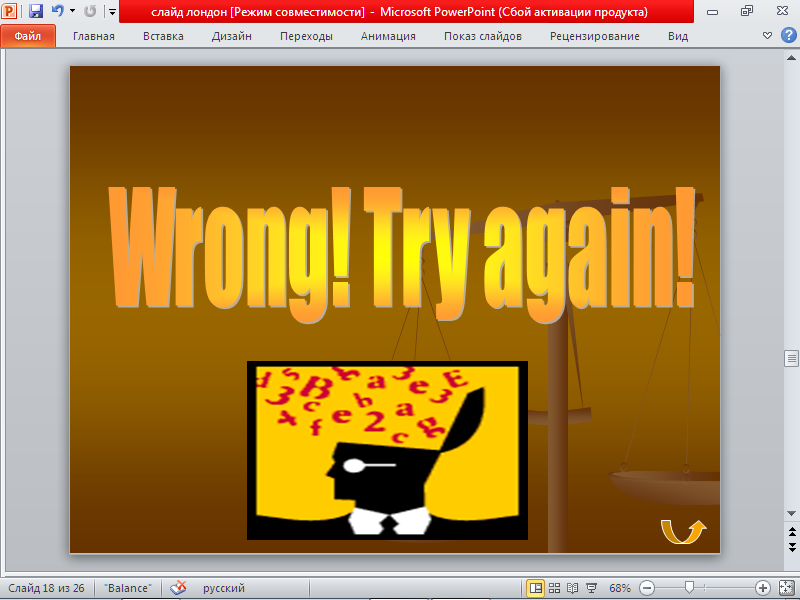 слайд лондон [Режим совместимости] - Microsoft PowerPoint (Сбой активации продукта)
Файл Главная Вставка Дизайн Переходы Анимация Показ слайдов Рецензирование Вид
Wrong! Try again!
Слайд 18 из 26 "Balance" русский 68%